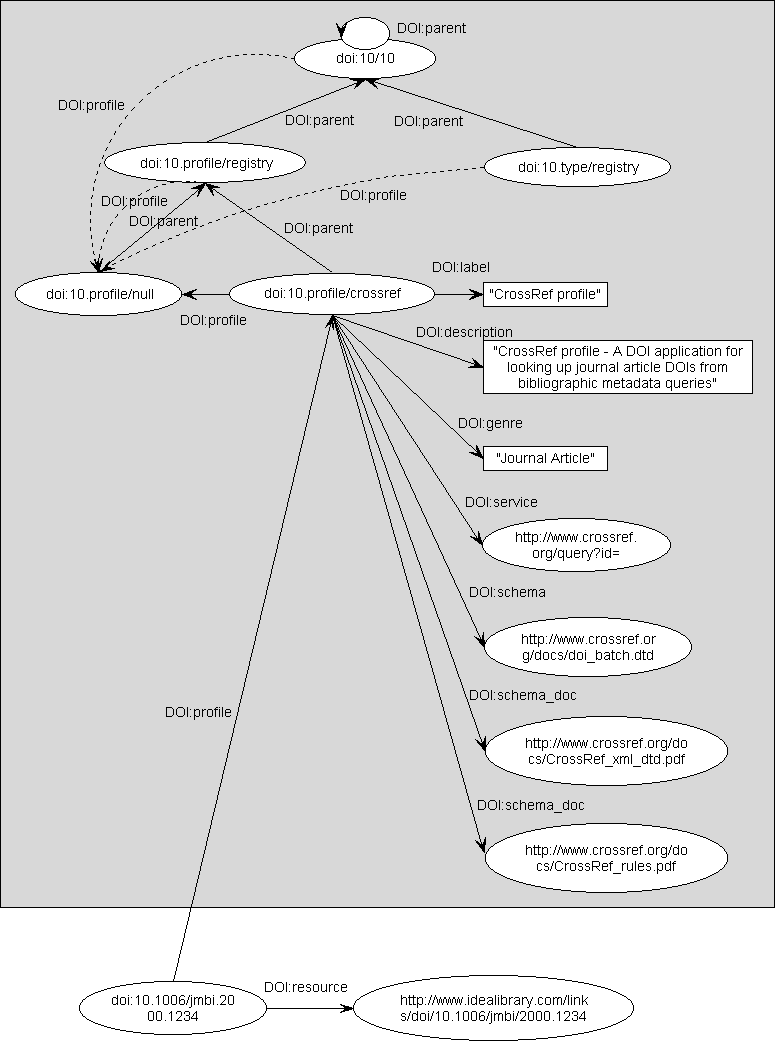 DOI:parent
doi:10/10
DOI:profile
DOI:parent
DOI:parent
doi:10.profile/registry
doi:10.type/registry
DOI:profile
DOI:profile
DOI:parent
DOI:parent
DOI:label
doi:10.profile/null
doi:10.profile/crossref
"CrossRef profile"
DOI:profile
DOI:description
"CrossRef profile - A DOI application for
looking up journal article DOIs from
bibliographic metadata queries"
DOI:genre
"Journal Article"
DOI:service
http://www.crossref.
org/query?id=
DOI:schema
http://www.crossref.or
g/docs/doi_batch.dtd
DOI:schema_doc
DOI:profile
http://www.crossref.org/do
cs/CrossRef_xml_dtd.pdf
DOI:schema_doc
http://www.crossref.org/do
cs/CrossRef_rules.pdf
DOI:resource
doi:10.1006/jmbi.20
00.1234
http://www.idealibrary.com/link
s/doi/10.1006/jmbi/2000.1234